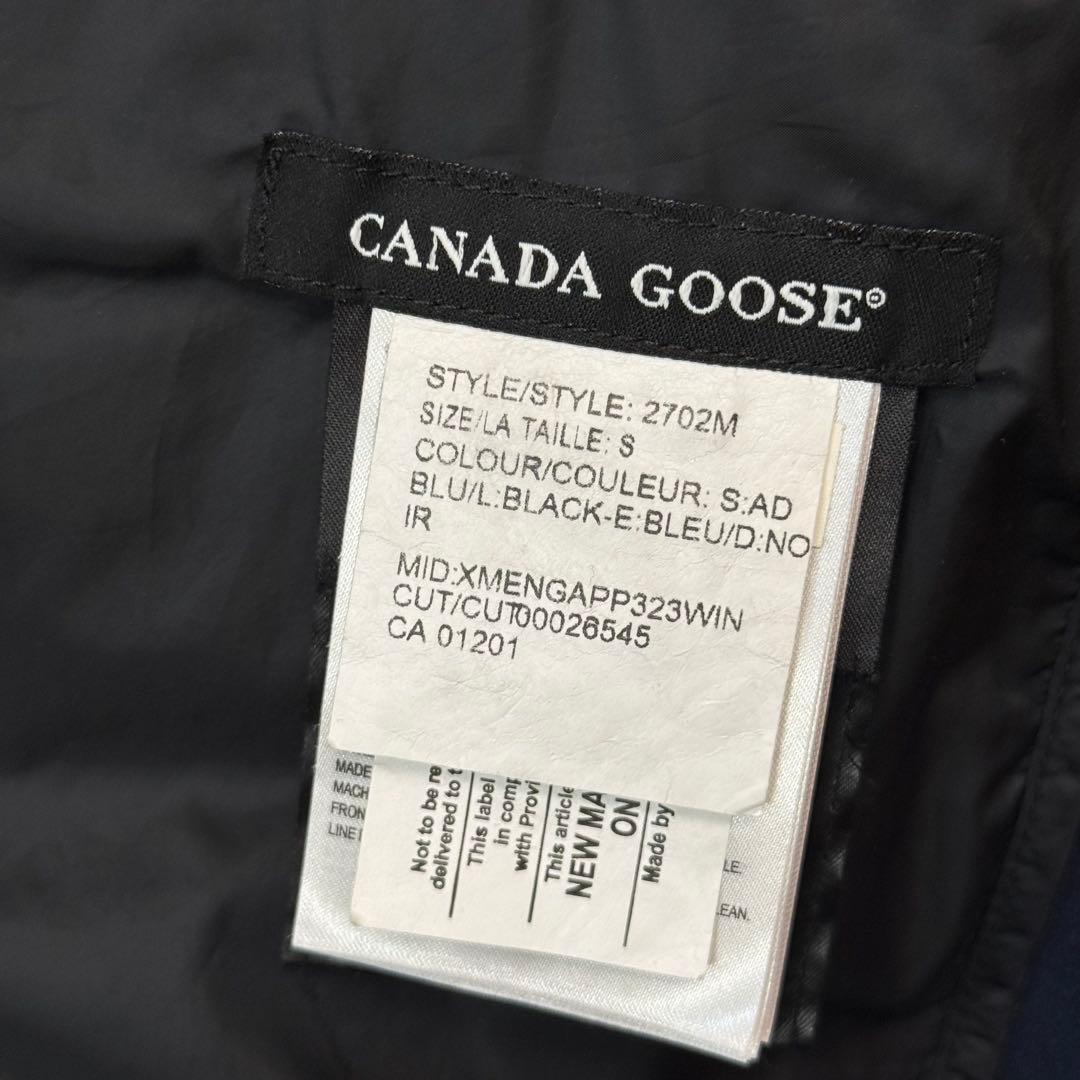 CANADA GOOSE®
STYLE/STYLE: 2702M
SIZE/LA TAILLE: S
COLOUR/COULEUR: S:AD
BLU/L:BLACK-E:BLEU/D:NO
IR
MID:XMENGAPP323WIN
CUT/CUT00026545
CA 01201
MADE
MACH
FRON
LINE
Not to be re
delivered to t
This label
in comp
with Provi
This article
NEW MA
ON
Made by
LE.
LEAN.